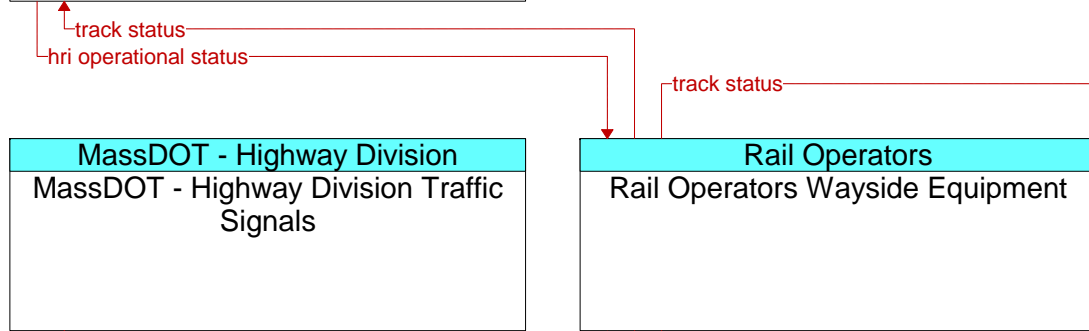 track status
hri operational status
track status
MassDOT - Highway Division
MassDOT - Highway Division Traffic
Signals
Rail Operators
Rail Operators Wayside Equipment